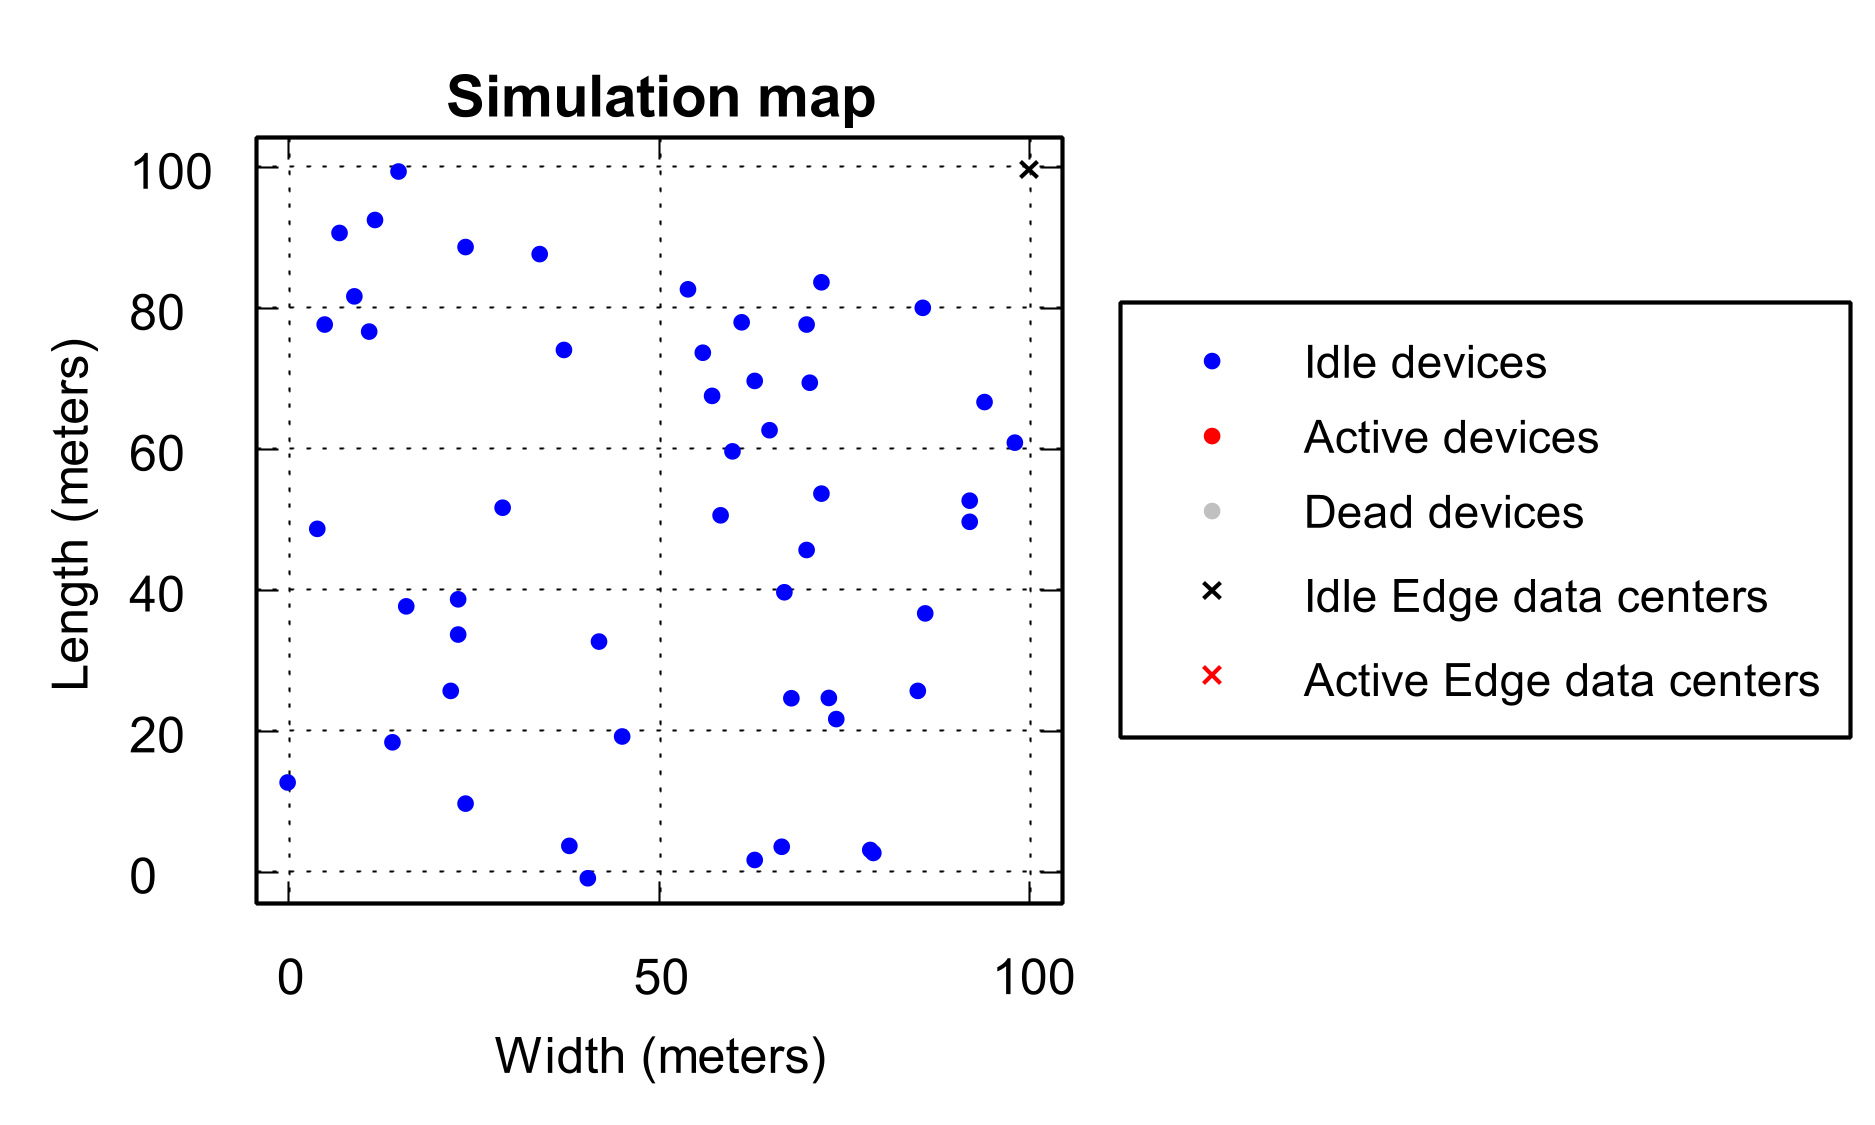 Simulation map
100
80
60
40
20
0
Length (meters)
0 50 100
Width (meters)
Idle devices
Active devices
Dead devices
Idle Edge data centers
Active Edge data centers